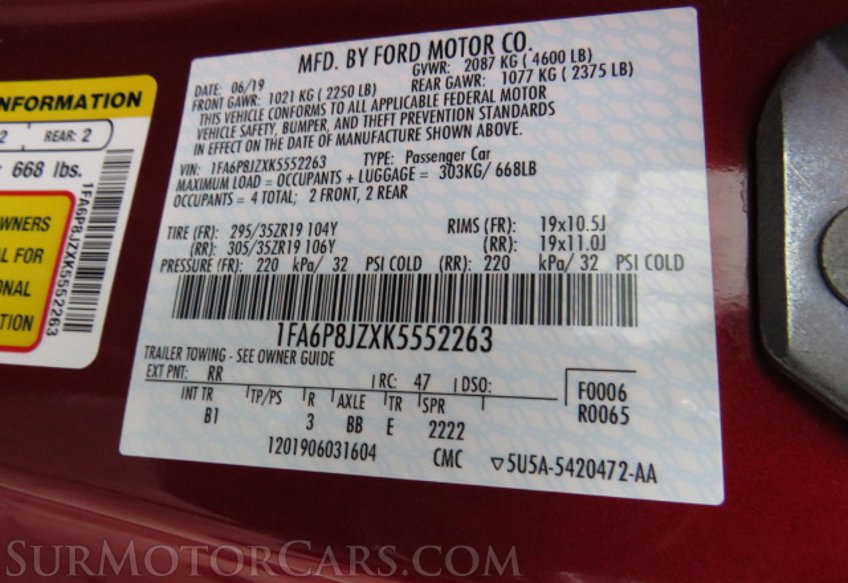 MFD. BY FORD MOTOR CO.
DATE: 06/19 GVWR: 2087 KG ( 4600 LB)
FRONT GAWR: 1021 KG ( 2250 LB) REAR GAWR: 1077 KG ( 2375 LB)
THIS VEHICLE CONFORMS TO ALL APPLICABLE FEDERAL MOTOR
VEHICLE SAFETY, BUMPER, AND THEFT PREVENTION STANDARDS
IN EFFECT ON THE DATE OF MANUFACTURE SHOWN ABOVE.
VIN: 1FA6P8JZXK5552263 TYPE: Passenger Car
MAXIMUM LOAD = OCCUPANTS + LUGGAGE = 303KG/ 668LB
OCCUPANTS = 4 TOTAL; 2 FRONT, 2 REAR
TIRE (FR): 295/35ZR19 104Y RIMS (FR): 19x10.5J
(RR): 305/35ZR19 106Y (RR): 19x11.0J
PRESSURE (FR): 220 kPa/ 32 PSI COLD (RR): 220 kPa/ 32 PSI COLD
1FA6P8JZXK5552263
TRAILER TOWING - SEE OWNER GUIDE
EXT PNT: RR RC: 47 DSO: F0006
INT TR TP/PS R AXLE TR SPR R0065
B1 3 BB E 2222
1201906031604 CMC ▽5U5A-5420472-AA
NFORMATION
2 REAR: 2
: 668 lbs.
OWNERS
AL FOR
ONAL
N
1FA6P8JZXK5552263
SURMOTORCARS.COM